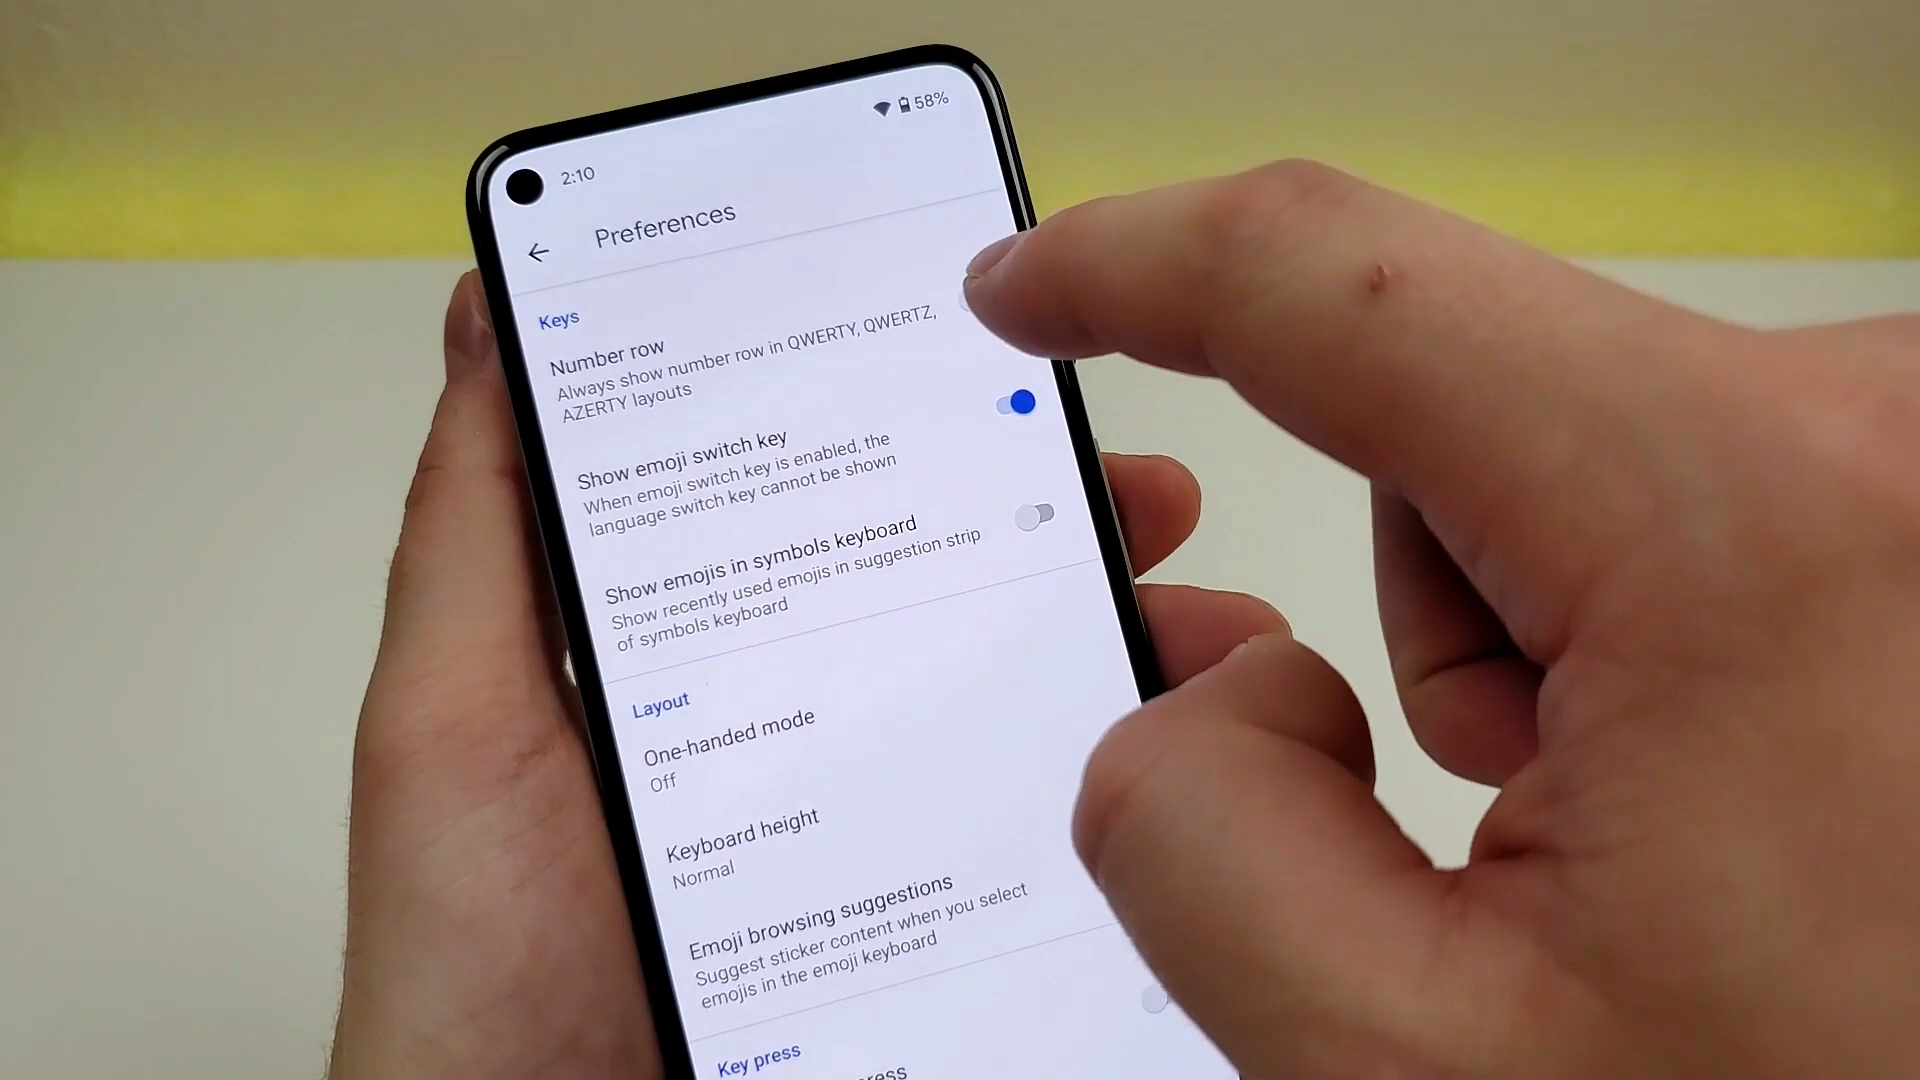 58%
2:10
Preferences
Keys
Number row
Always show number row in QWERTY, QWERTZ,
AZERTY layouts
Show emoji switch key
When emoji switch key is enabled, the
language switch key cannot be shown
Show emojis in symbols keyboard
Show recently used emojis in suggestion strip
of symbols keyboard
Layout
One-handed mode
Off
Keyboard height
Normal
Emoji browsing suggestions
Suggest sticker content when you select
emojis in the emoji keyboard
Key press